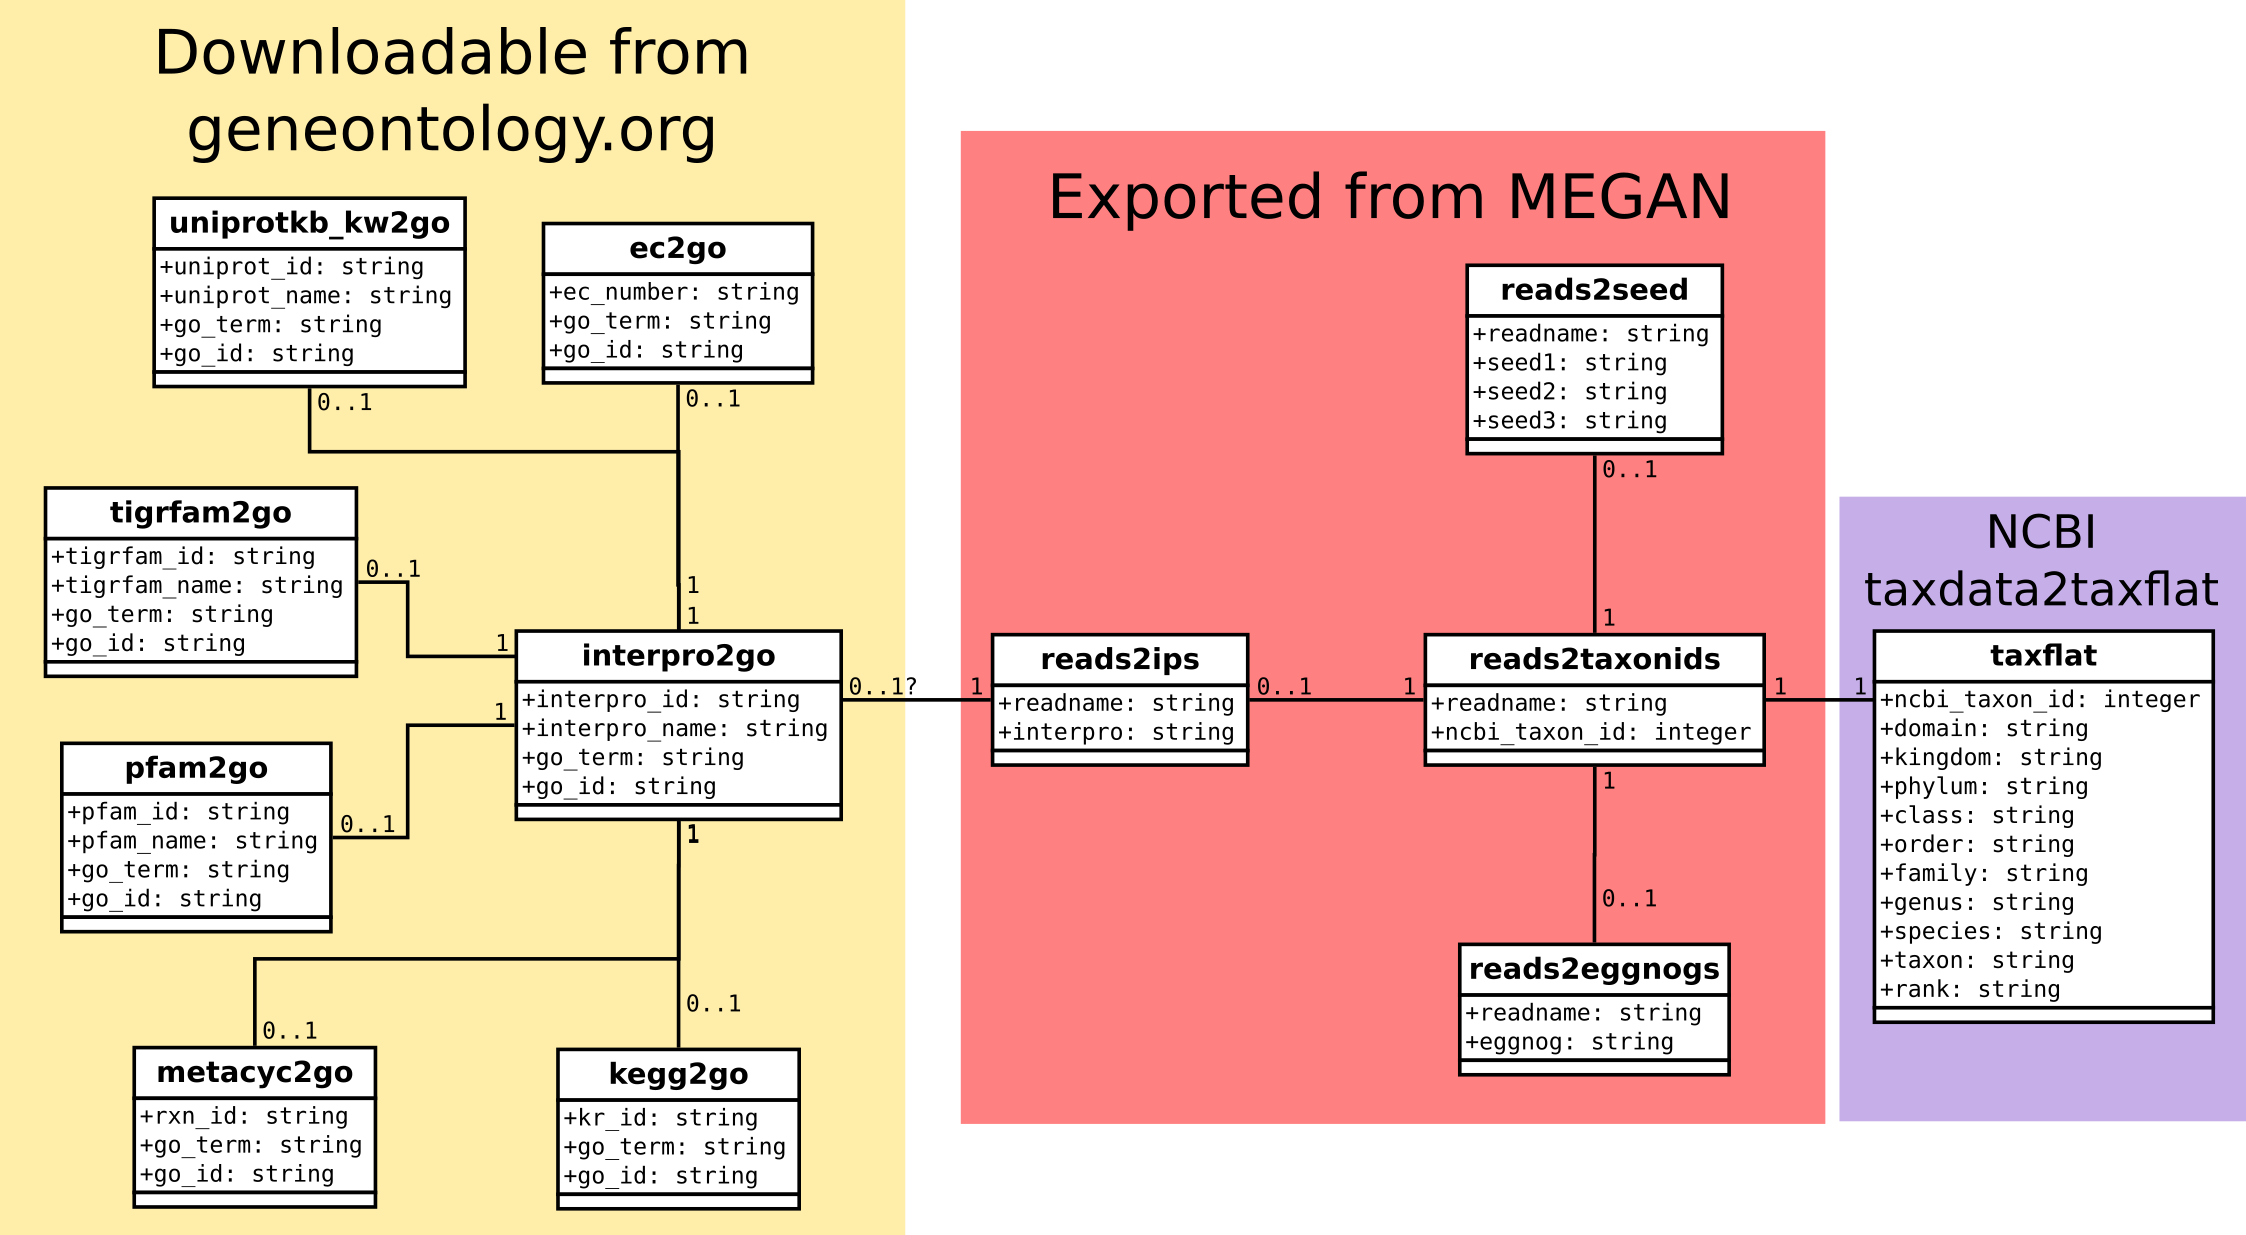 Downloadable from
geneontology.org
uniprotkb_kw2go
+uniprot_id: string
+uniprot_name: string
+go_term: string
+go_id: string
0..1
ec2go
+ec_number: string
+go_term: string
+go_id: string
0..1
1
1
tigrfam2go
+tigrfam_id: string
+tigrfam_name: string
+go_term: string
+go_id: string
0..1
1
pfam2go
+pfam_id: string
+pfam_name: string
+go_term: string
+go_id: string
0..1
1
interpro2go
+interpro_id: string
+interpro_name: string
+go_term: string
+go_id: string
0..1?
1
1
metacyc2go
+rxn_id: string
+go_term: string
+go_id: string
0..1
kegg2go
+kr_id: string
+go_term: string
+go_id: string
0..1
Exported from MEGAN
reads2seed
+readname: string
+seed1: string
+seed2: string
+seed3: string
0..1
1
reads2ips
+readname: string
+interpro: string
0..1
1
reads2taxonids
+readname: string
+ncbi_taxon_id: integer
1
1
1
0..1
reads2eggnogs
+readname: string
+eggnog: string
NCBI
taxdata2taxflat
taxflat
+ncbi_taxon_id: integer
+domain: string
+kingdom: string
+phylum: string
+class: string
+order: string
+family: string
+genus: string
+species: string
+taxon: string
+rank: string